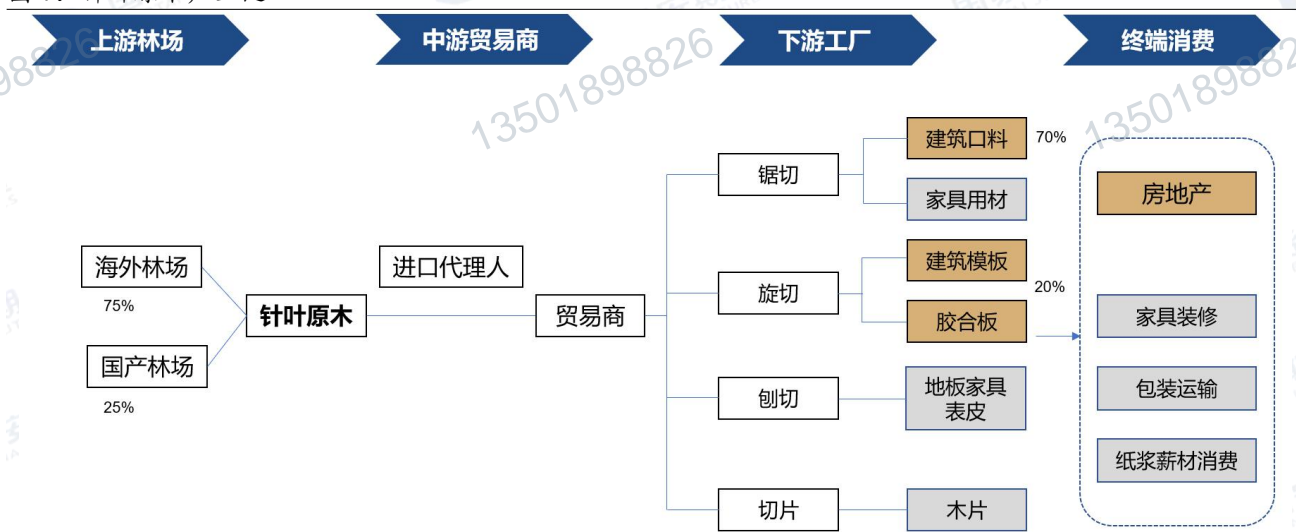 上游林场
中游贸易商
下游工厂
终端消费
13501898826
13501898826
建筑口料
70%
锯切
家具用材
房地产
海外林场
75%
进口代理人
建筑模板
20%
旋切
针叶原木
贸易商
胶合板
家具装修
国产林场
25%
刨切
地板家具
表皮
包装运输
纸浆薪材消费
切片
木片